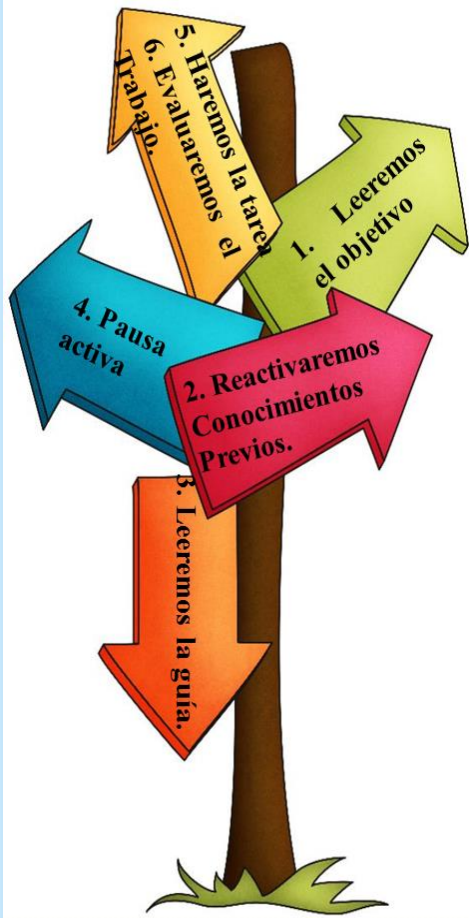 1. Leeremos
el objetivo
2. Reactivaremos
Conocimientos
Previos.
3. Leeremos la guía.
4. Pausa
activa
5. Haremos la tarea
6. Evaluaremos el
Trabajo.